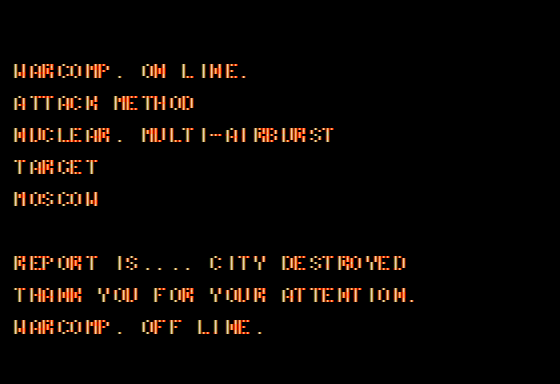 WARCOMP. ON LINE.
ATTACK METHOD
NUCLEAR. MULTI-AIRBURST
TARGET
MOSCOW
REPORT IS.... CITY DESTROYED
THANK YOU FOR YOUR ATTENTION.
WARCOMP. OFF LINE.